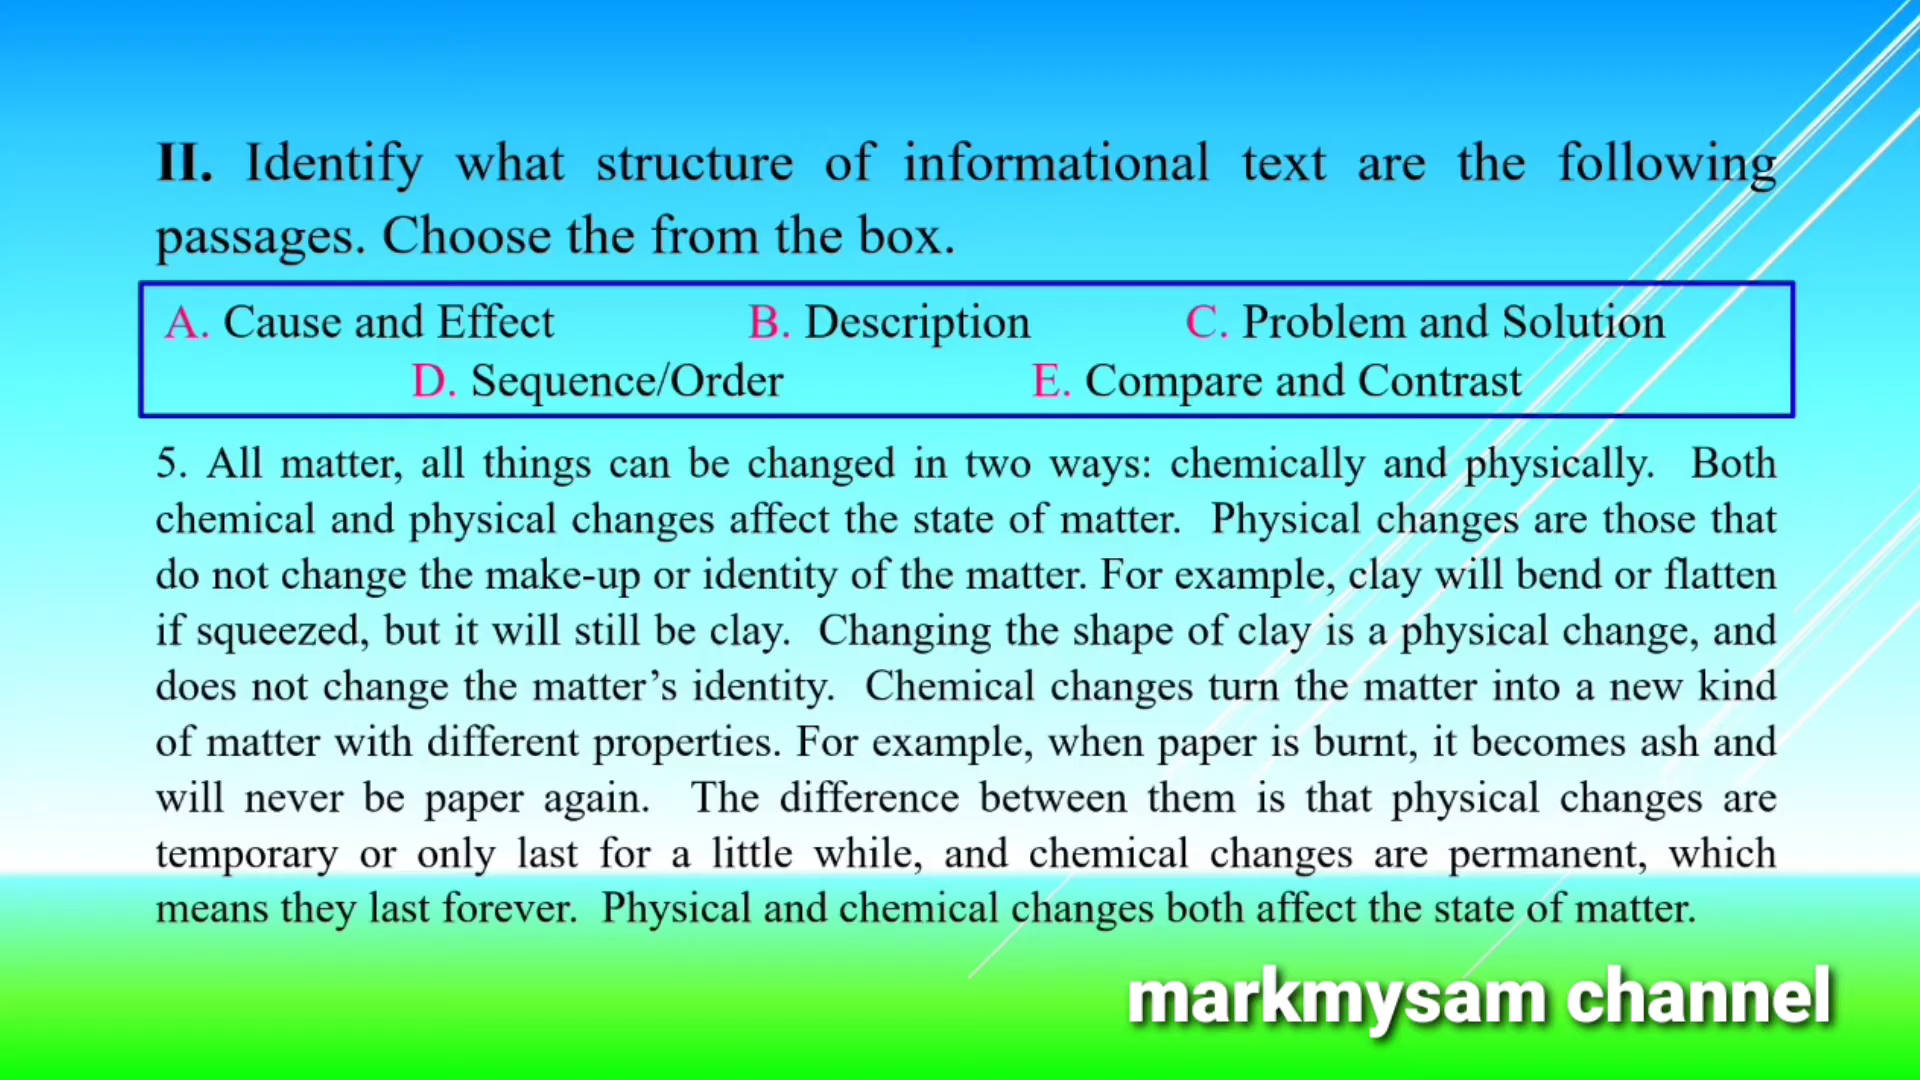 II. Identify what structure of informational text are the following
passages. Choose the from the box.
A. Cause and Effect B. Description C. Problem and Solution
D. Sequence/Order E. Compare and Contrast
5. All matter, all things can be changed in two ways: chemically and physically. Both
chemical and physical changes affect the state of matter. Physical changes are those that
do not change the make-up or identity of the matter. For example, clay will bend or flatten
if squeezed, but it will still be clay. Changing the shape of clay is a physical change, and
does not change the matter’s identity. Chemical changes turn the matter into a new kind
of matter with different properties. For example, when paper is burnt, it becomes ash and
will never be paper again. The difference between them is that physical changes are
temporary or only last for a little while, and chemical changes are permanent, which
means they last forever. Physical and chemical changes both affect the state of matter.
markmysam channel